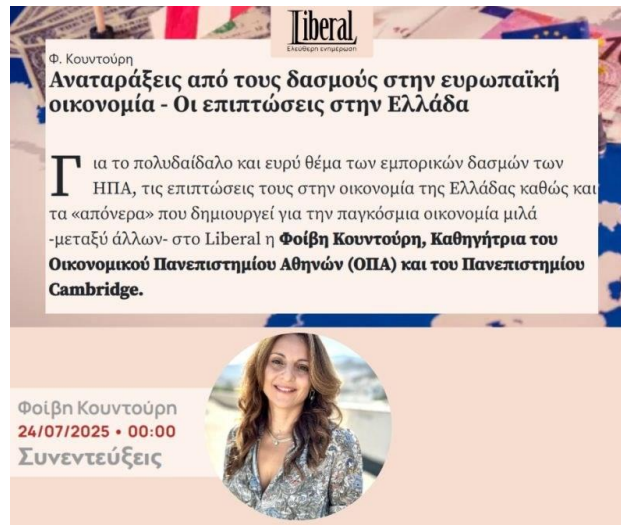 Liberal
Ελεύθερη ενημέρωση
Φ. Κουντούρη
Αναταράξεις από τους δασμούς στην ευρωπαϊκή
οικονομία - Οι επιπτώσεις στην Ελλάδα
Για το πολυδαίδαλο και ευρύ θέμα των εμπορικών δασμών των
ΗΠΑ, τις επιπτώσεις τους στην οικονομία της Ελλάδας καθώς και
τα «απόνερα» που δημιουργεί για την παγκόσμια οικονομία μιλά
-μεταξύ άλλων- στο Liberal η Φοίβη Κουντούρη, Καθηγήτρια του
Οικονομικού Πανεπιστημίου Αθηνών (ΟΠΑ) και του Πανεπιστημίου
Cambridge.
Φοίβη Κουντούρη
24/07/2025 • 00:00
Συνεντεύξεις